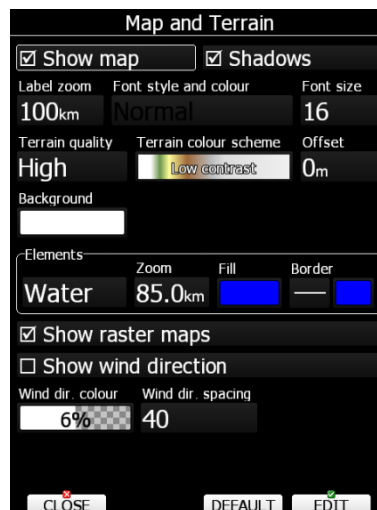 Map and Terrain
Show map Shadows
Label zoom Font style and colour Font size
100km Normal 16
Terrain quality Terrain colour scheme Offset
High Low contrast 0m
Background
Elements
Zoom Fill Border
Water 85.0km
Show raster maps
Show wind direction
Wind dir. colour Wind dir. spacing
6% 40
CLOSE DEFAULT EDIT